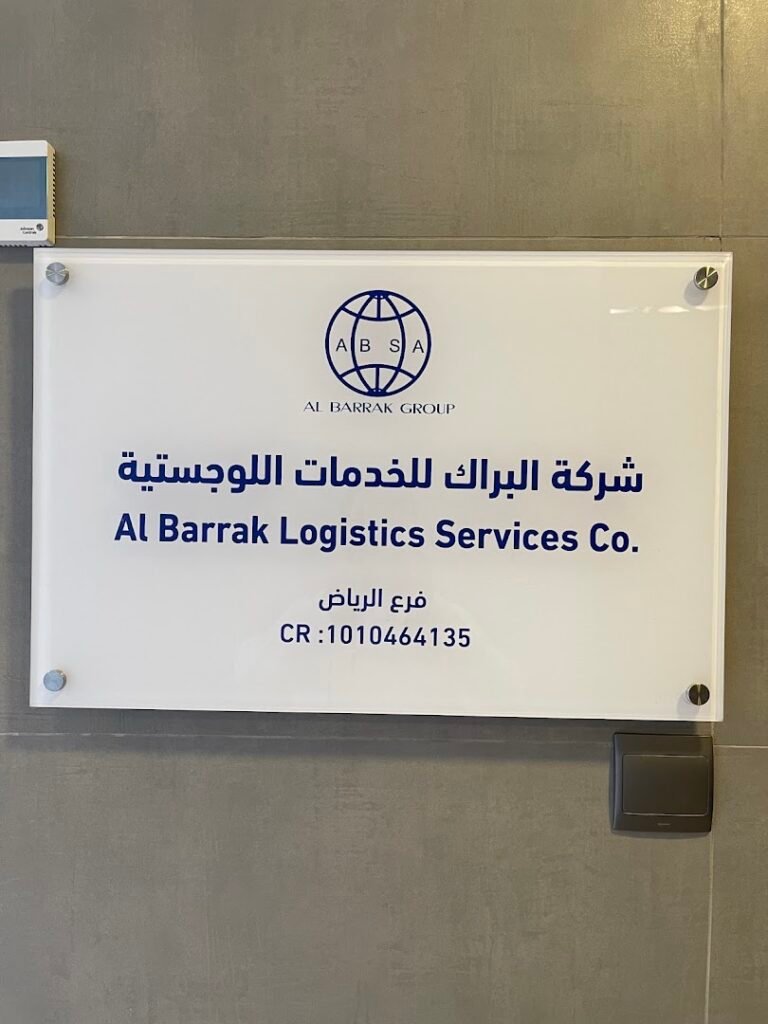 A B S A
AL BARRAK GROUP
شركة البراك للخدمات اللوجستية
Al Barrak Logistics Services Co.
فرع الرياض
CR :1010464135